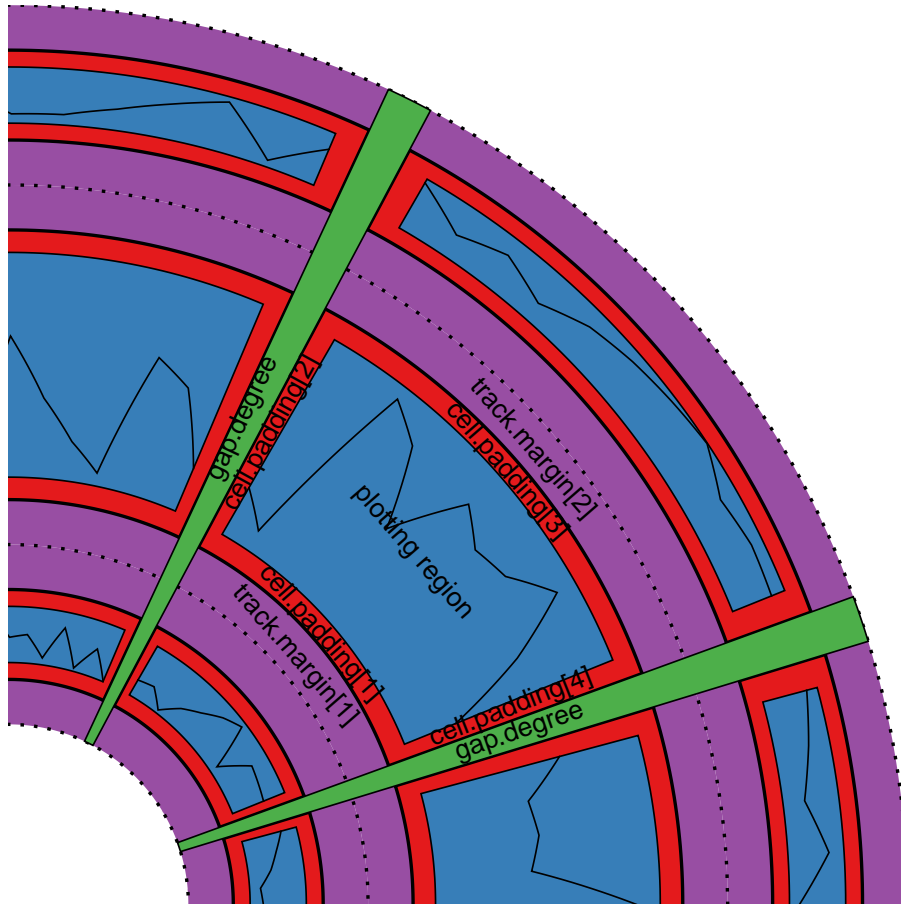 track.margin[2]
cell.padding[3]
gap.degree
cell.padding[2]
plotting region
cell.padding[1]
track.margin[1]
cell.padding[4]
gap.degree